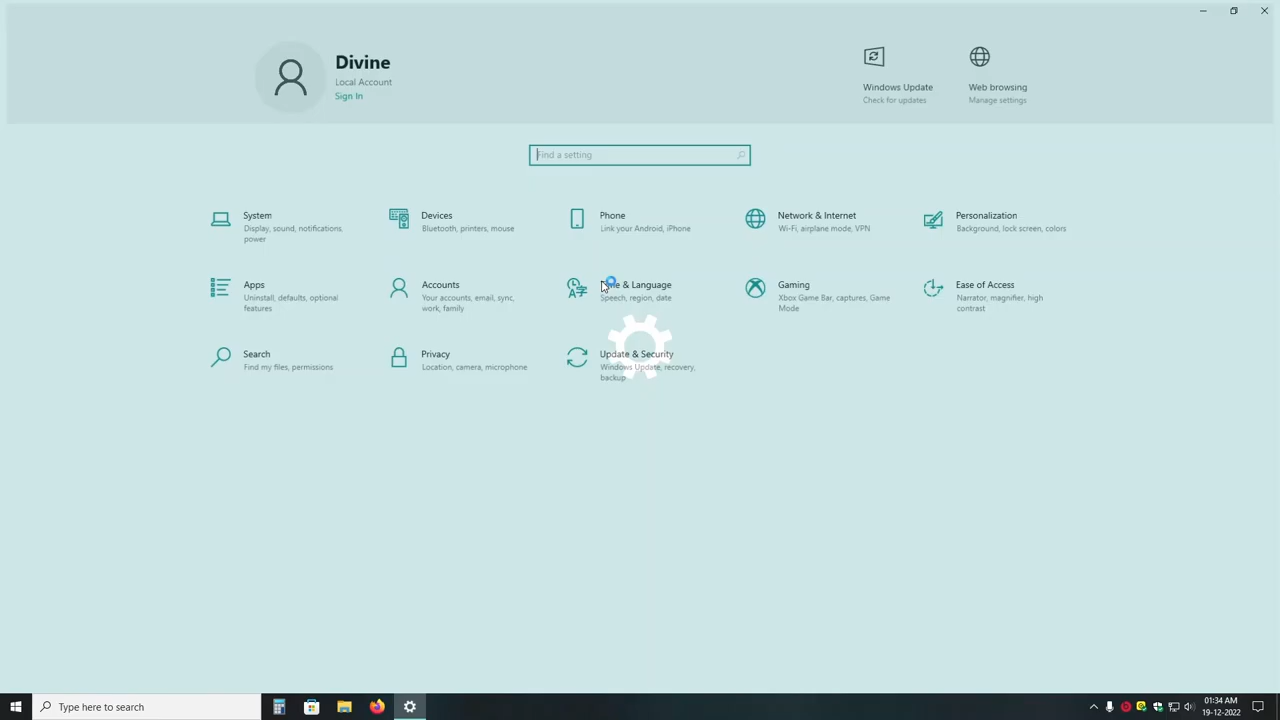 Divine
Local Account
Sign In
Windows Update
Check for updates
Web browsing
Manage settings
Find a setting
System
Display, sound, notifications,
power
Devices
Bluetooth, printers, mouse
Phone
Link your Android, iPhone
Network & Internet
Wi-Fi, airplane mode, VPN
Personalization
Background, lock screen, colors
Apps
Uninstall, defaults, optional
features
Accounts
Your accounts, email, sync,
work, family
& Language
Speech, region, date
Gaming
Xbox Game Bar, captures, Game
Mode
Ease of Access
Narrator, magnifier, high
contrast
Search
Find my files, permissions
Privacy
Location, camera, microphone
Update & Security
Windows Update, recovery,
backup
Type here to search
01:34 AM
19-12-2022